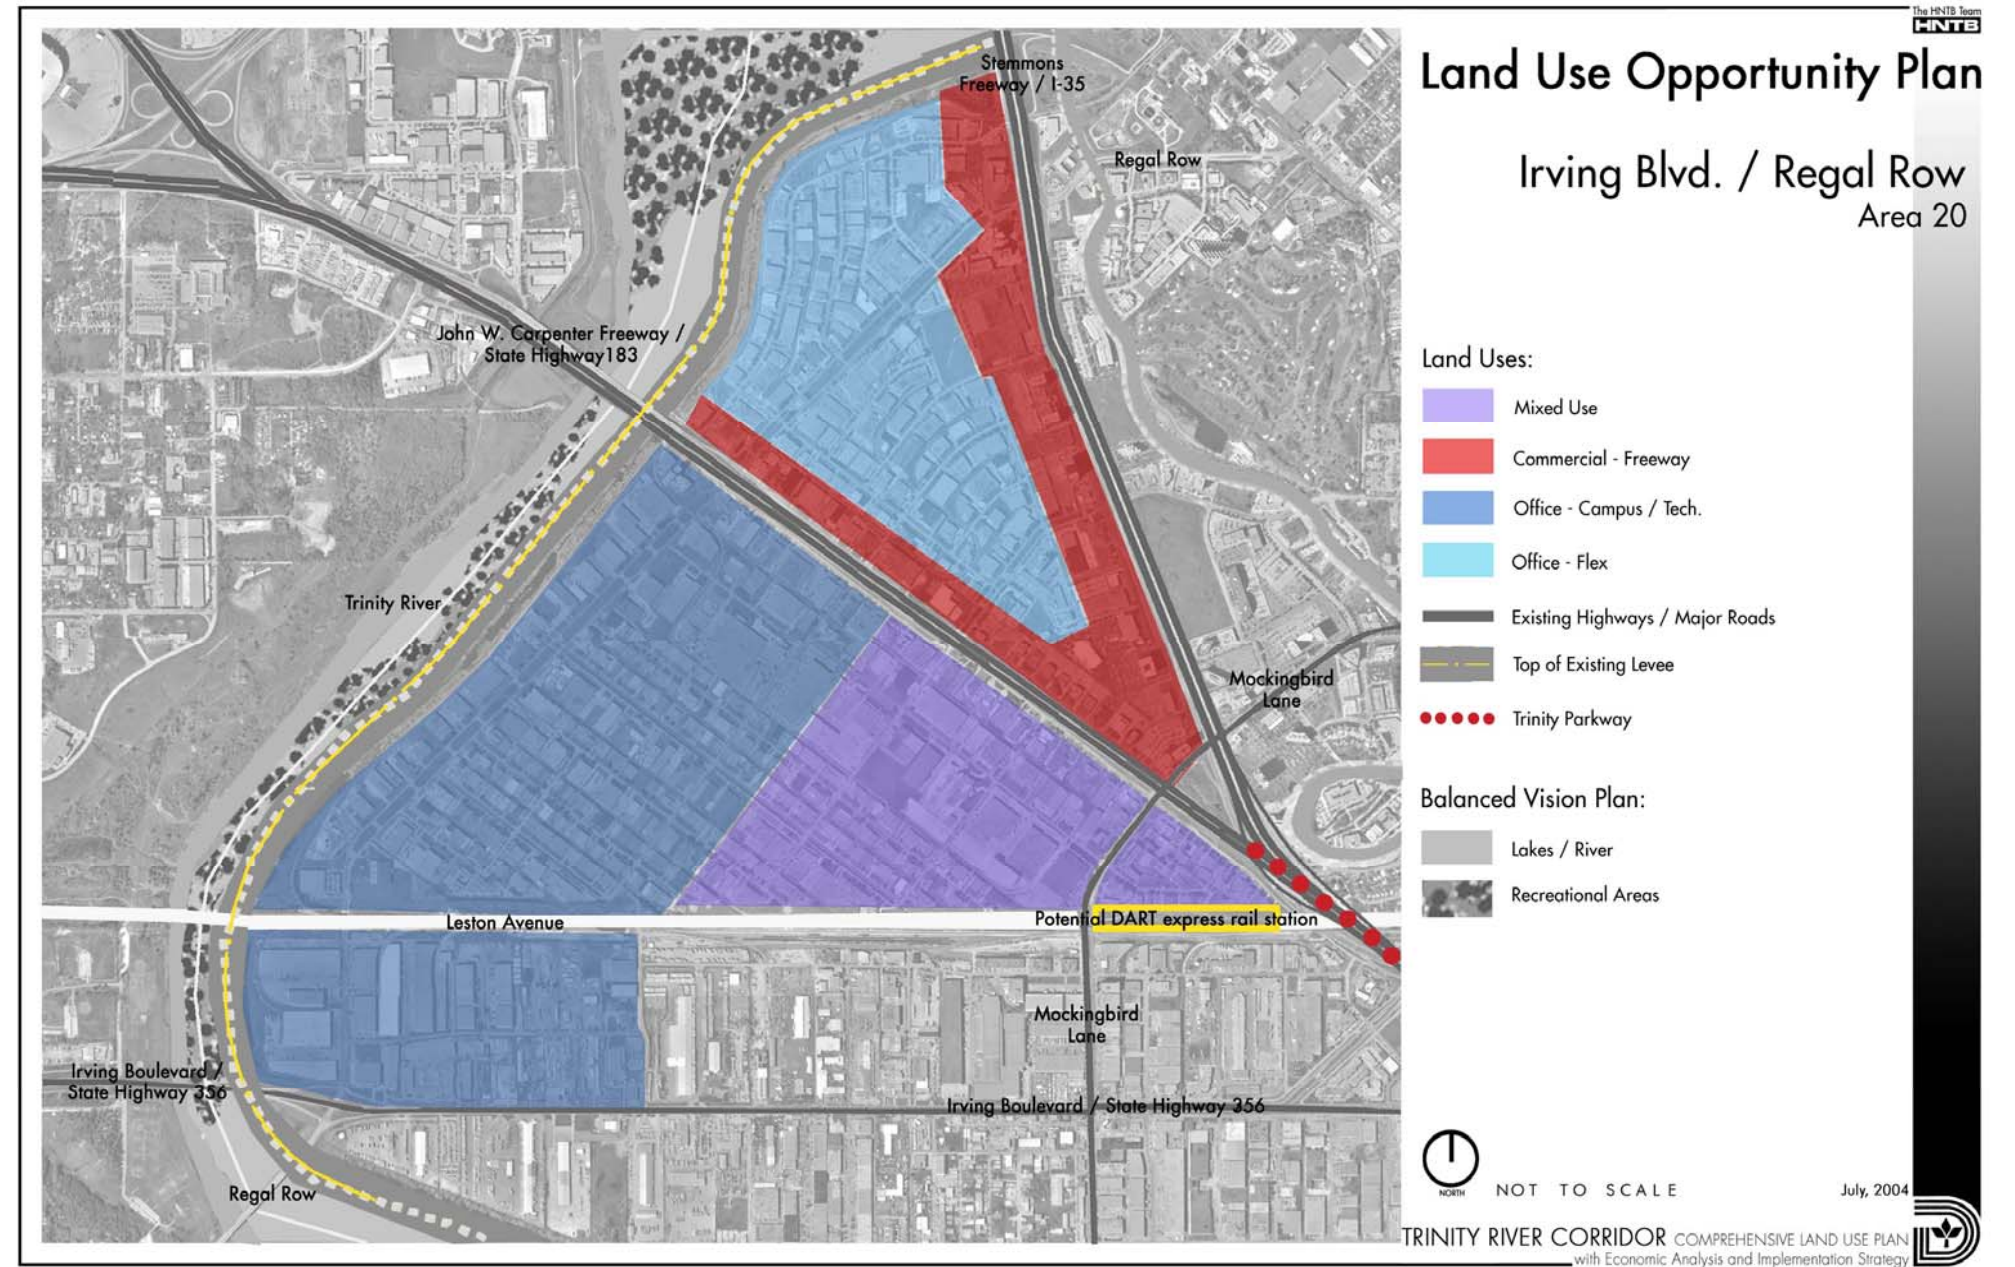 The HNTB Team
HNTB
Land Use Opportunity Plan
Irving Blvd. / Regal Row
Area 20
Stemmons
Freeway / I-35
Regal Row
John W. Carpenter Freeway /
State Highway183
Trinity River
Mockingbird
Lane
Leston Avenue
Potential DART express rail station
Mockingbird
Lane
Irving Boulevard /
State Highway 356
Irving Boulevard / State Highway 356
Regal Row
Land Uses:
Mixed Use
Commercial - Freeway
Office - Campus / Tech.
Office - Flex
Existing Highways / Major Roads
Top of Existing Levee
Trinity Parkway
Balanced Vision Plan:
Lakes / River
Recreational Areas
NORTH
NOT TO SCALE
July, 2004
TRINITY RIVER CORRIDOR COMPREHENSIVE LAND USE PLAN
with Economic Analysis and Implementation Strategy